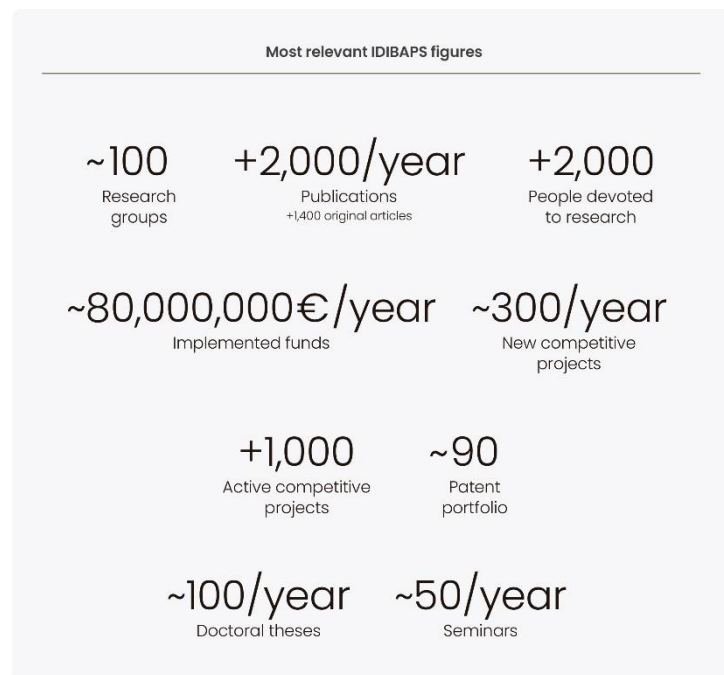 Most relevant IDIBAPS figures
~100
Research
groups
+2,000/year
Publications
+1,400 original articles
+2,000
People devoted
to research
~80,000,000€/year
Implemented funds
~300/year
New competitive
projects
+1,000
Active competitive
projects
~90
Patent
portfolio
~100/year
Doctoral theses
~50/year
Seminars